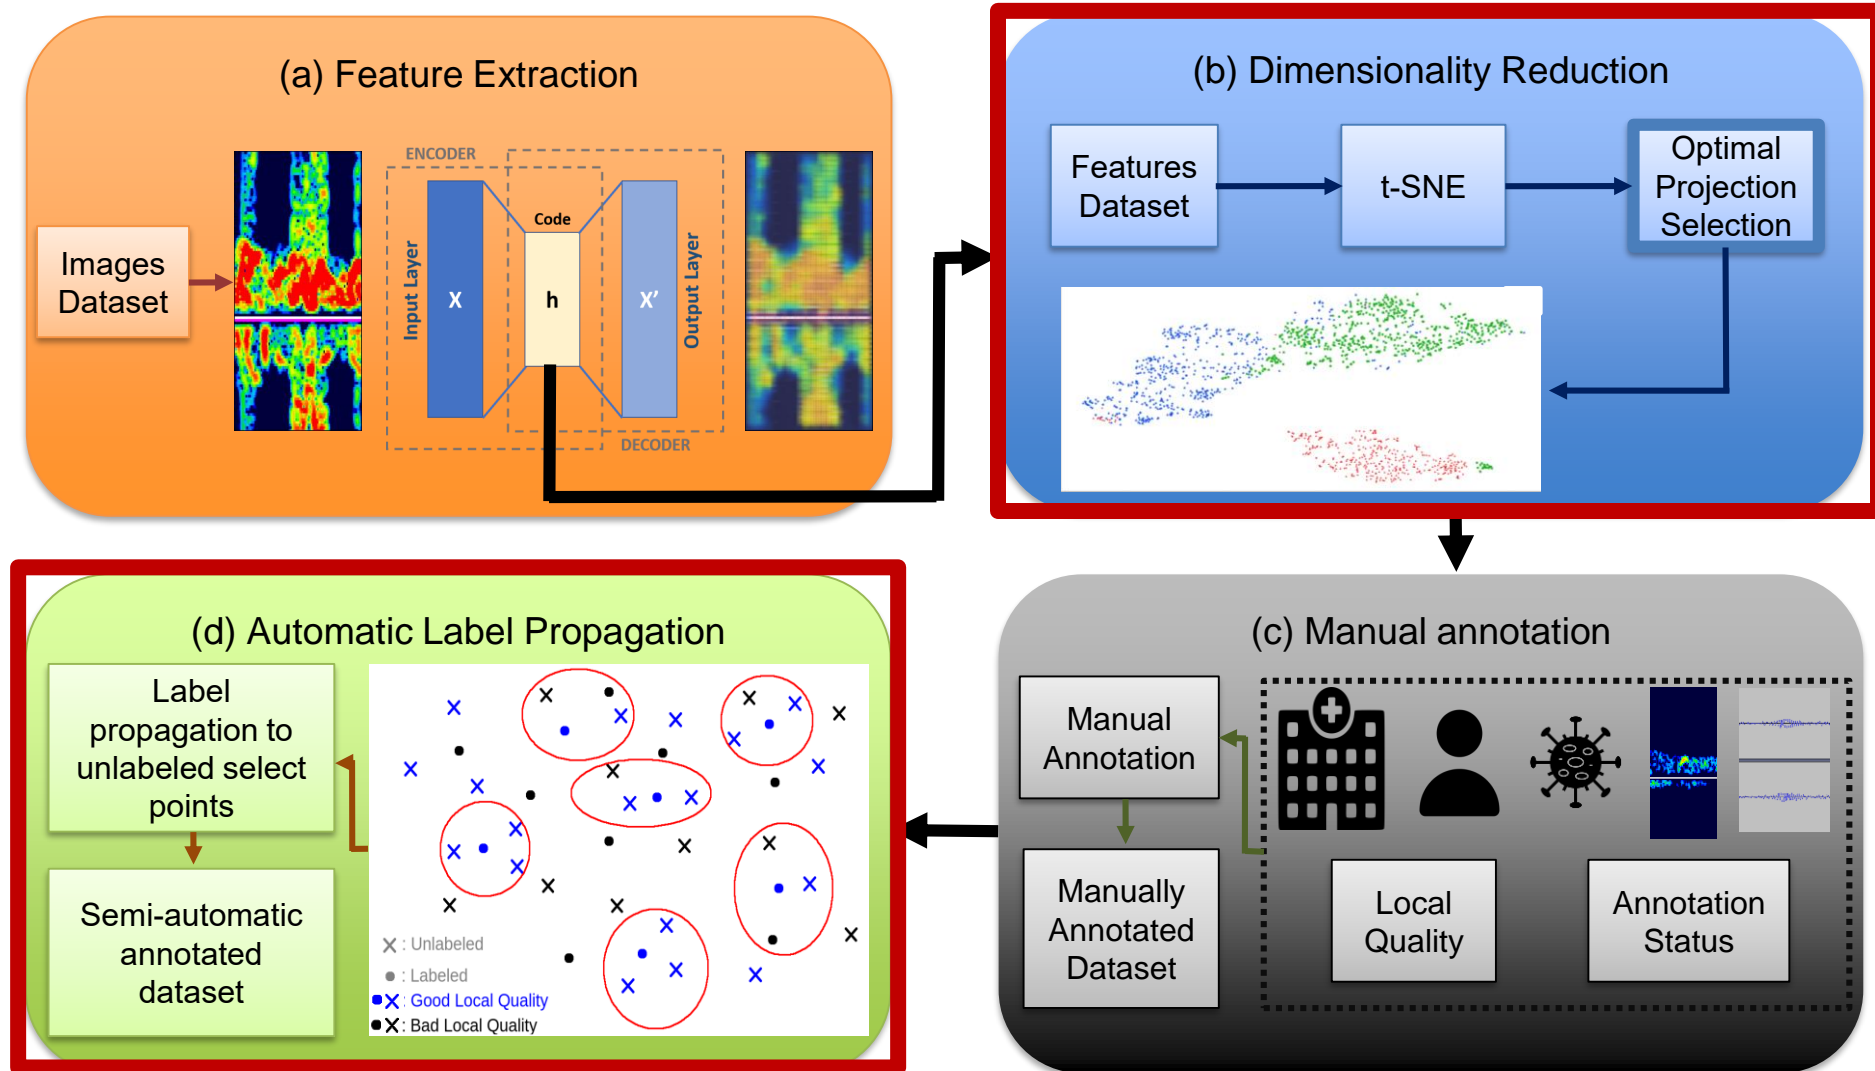 (a) Feature Extraction
Images
Dataset
ENCODER
Input Layer
X
Code
h
X'
Output Layer
DECODER
(b) Dimensionality Reduction
Features
Dataset
t-SNE
Optimal
Projection
Selection
(c) Manual annotation
Manual
Annotation
Manually
Annotated
Dataset
Local
Quality
Annotation
Status
(d) Automatic Label Propagation
Label
propagation to
unlabeled select
points
Semi-automatic
annotated
dataset
: Unlabeled
: Labeled
: Good Local Quality
: Bad Local Quality